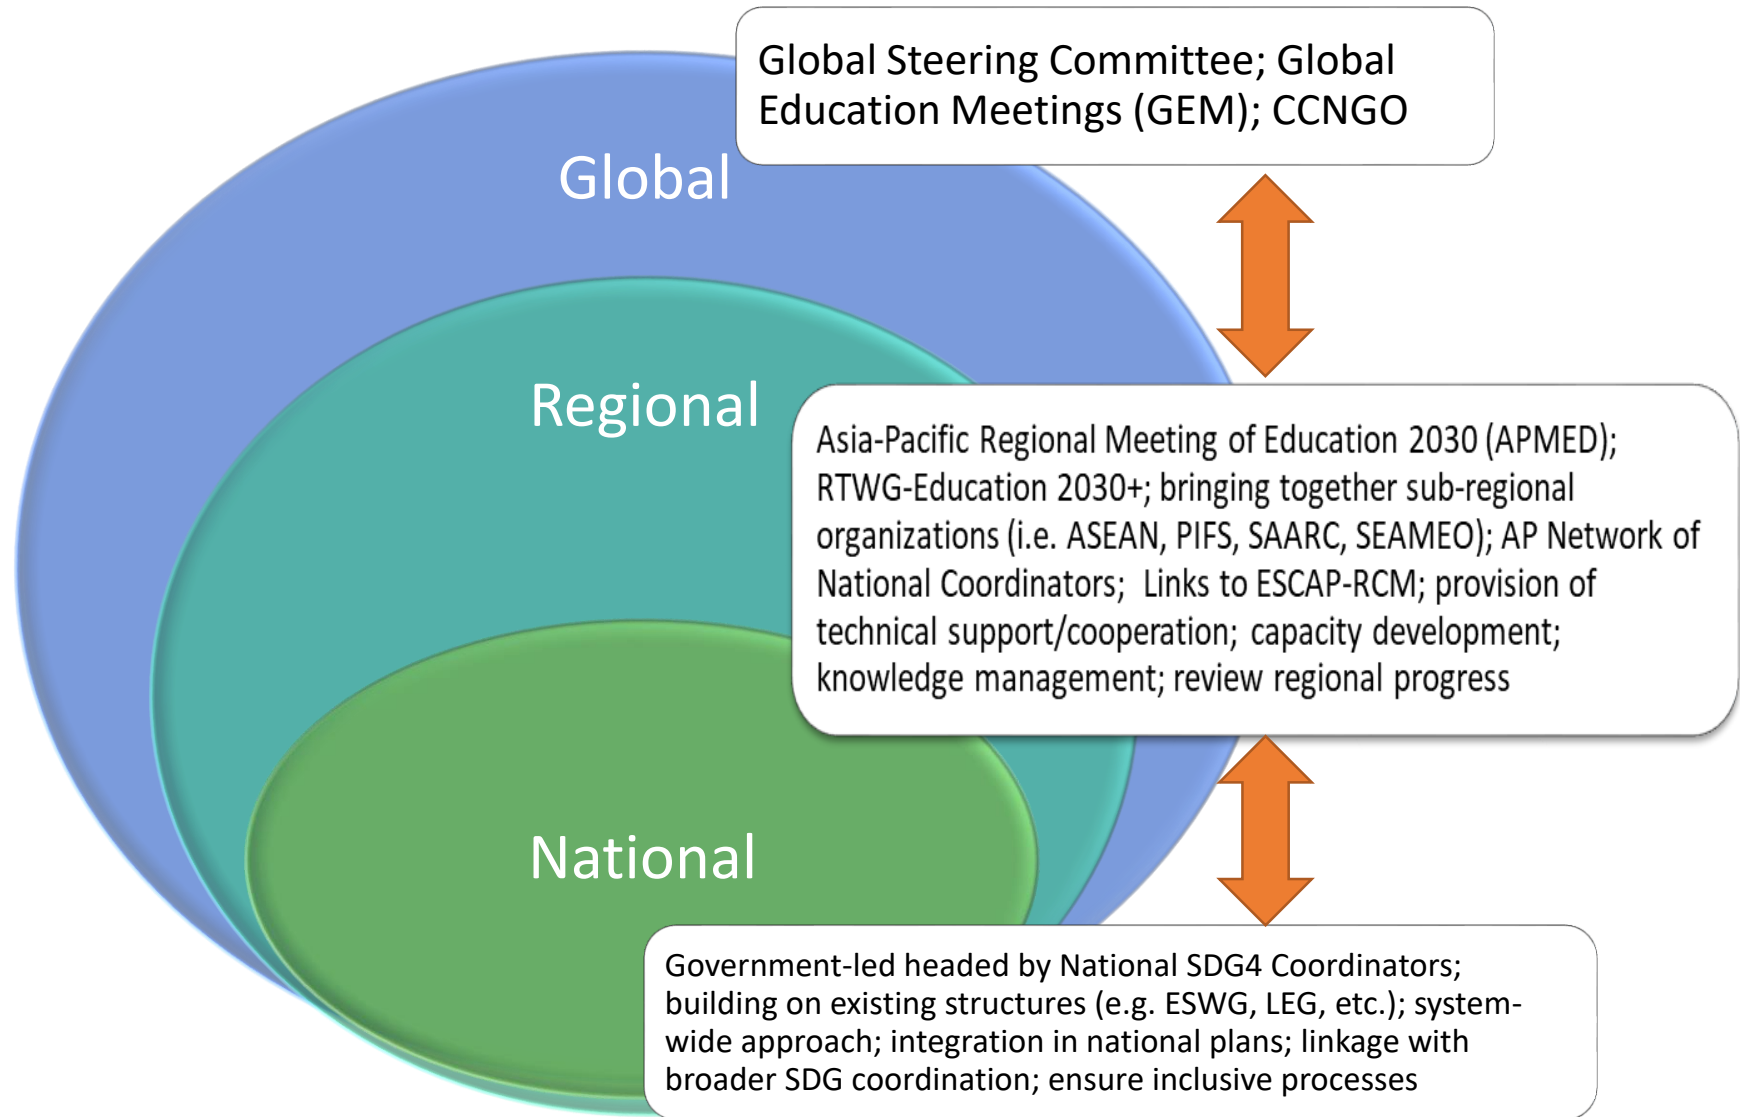 Global Steering Committee; Global
Education Meetings (GEM); CCNGO
Global
Regional
Asia-Pacific Regional Meeting of Education 2030 (APMED);
RTWG-Education 2030+; bringing together sub-regional
organizations (i.e. ASEAN, PIFS, SAARC, SEAMEO); AP Network of
National Coordinators;  Links to ESCAP-RCM; provision of
technical support/cooperation; capacity development;
knowledge management; review regional progress
National
Government-led headed by National SDG4 Coordinators;
building on existing structures (e.g. ESWG, LEG, etc.); system-
wide approach; integration in national plans; linkage with
broader SDG coordination; ensure inclusive processes